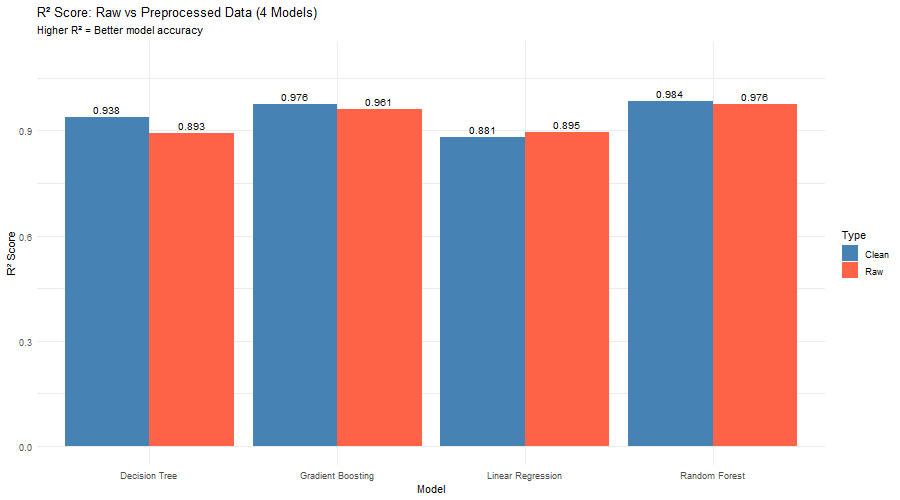 R² Score: Raw vs Preprocessed Data (4 Models)
Higher R² = Better model accuracy
0.938
0.893
0.976
0.961
0.881
0.895
0.984
0.976
0.9
0.6
0.3
0.0
R² Score
Decision Tree
Gradient Boosting
Linear Regression
Random Forest
Model
Type
Clean
Raw